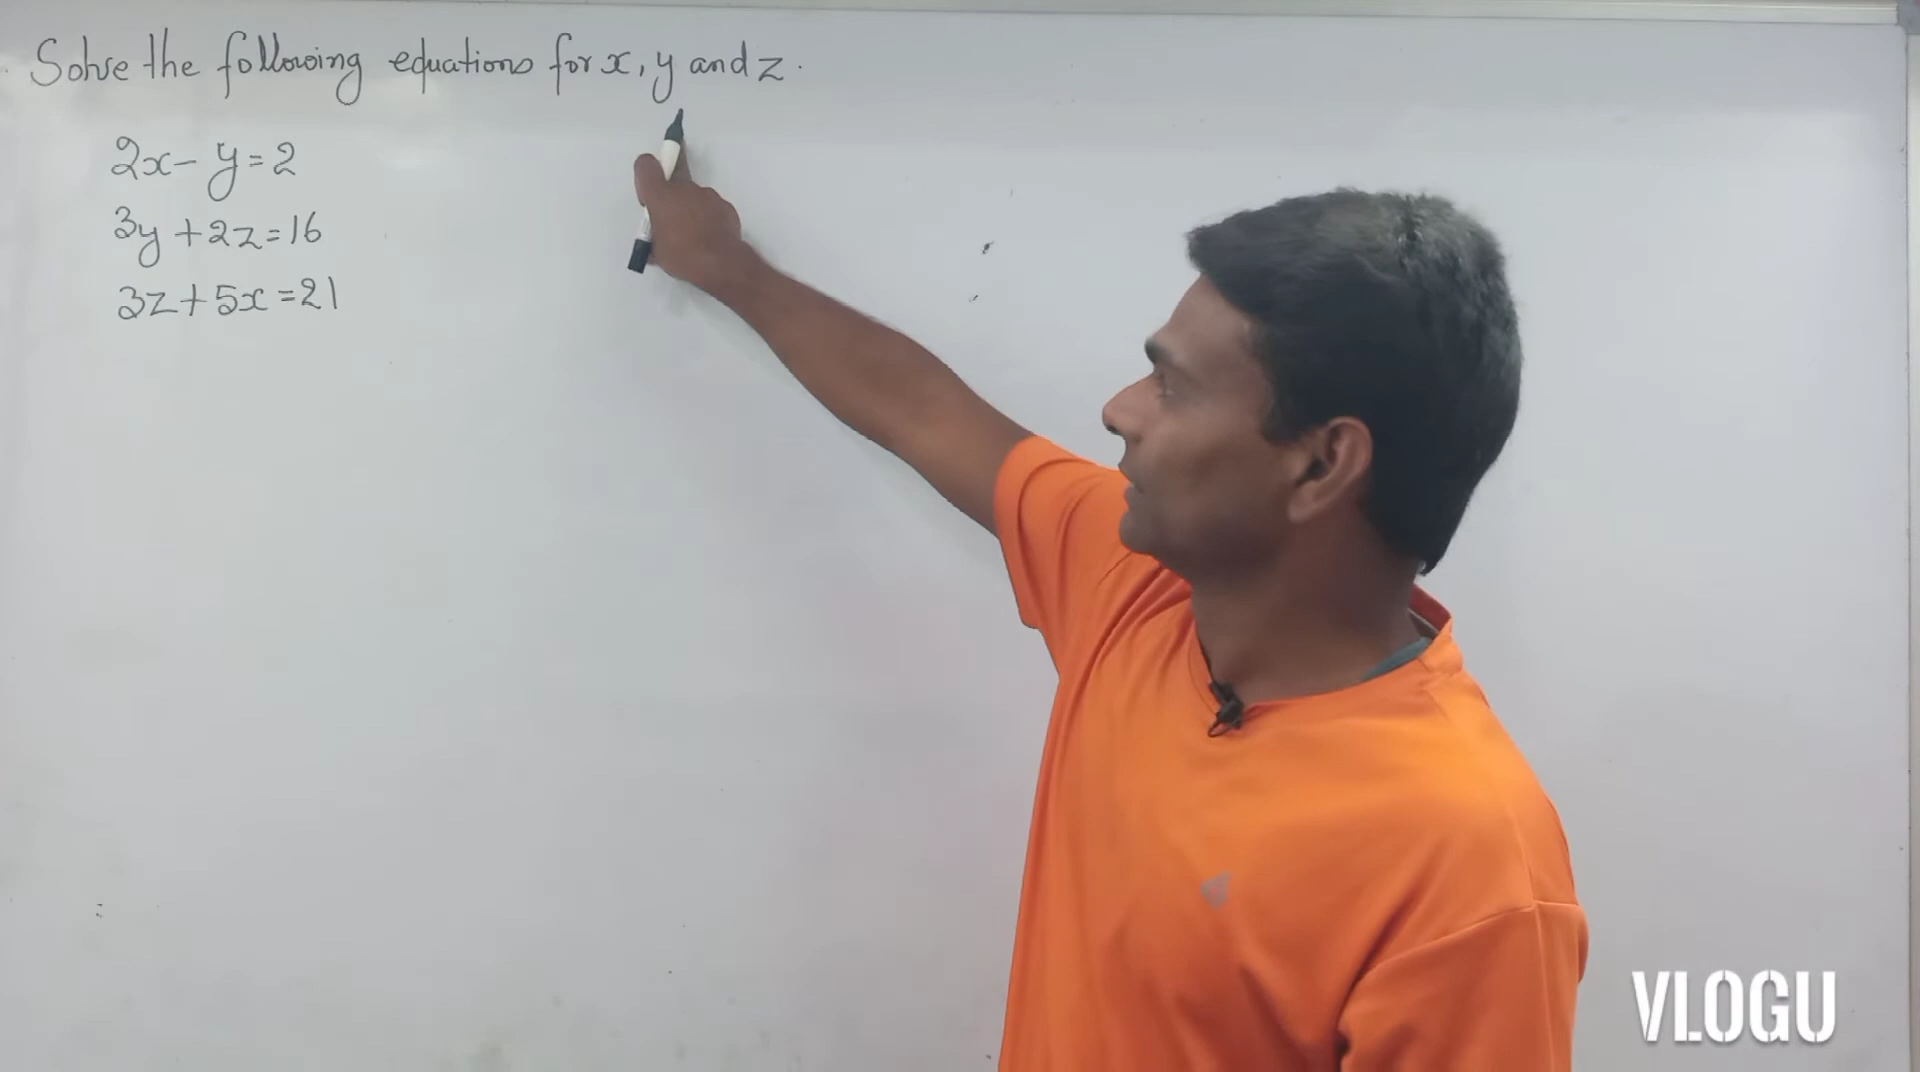 Solve the following equations for x, y and z.
2x - y = 2
3y + 2z = 16
3z + 5x = 21
VLOGU